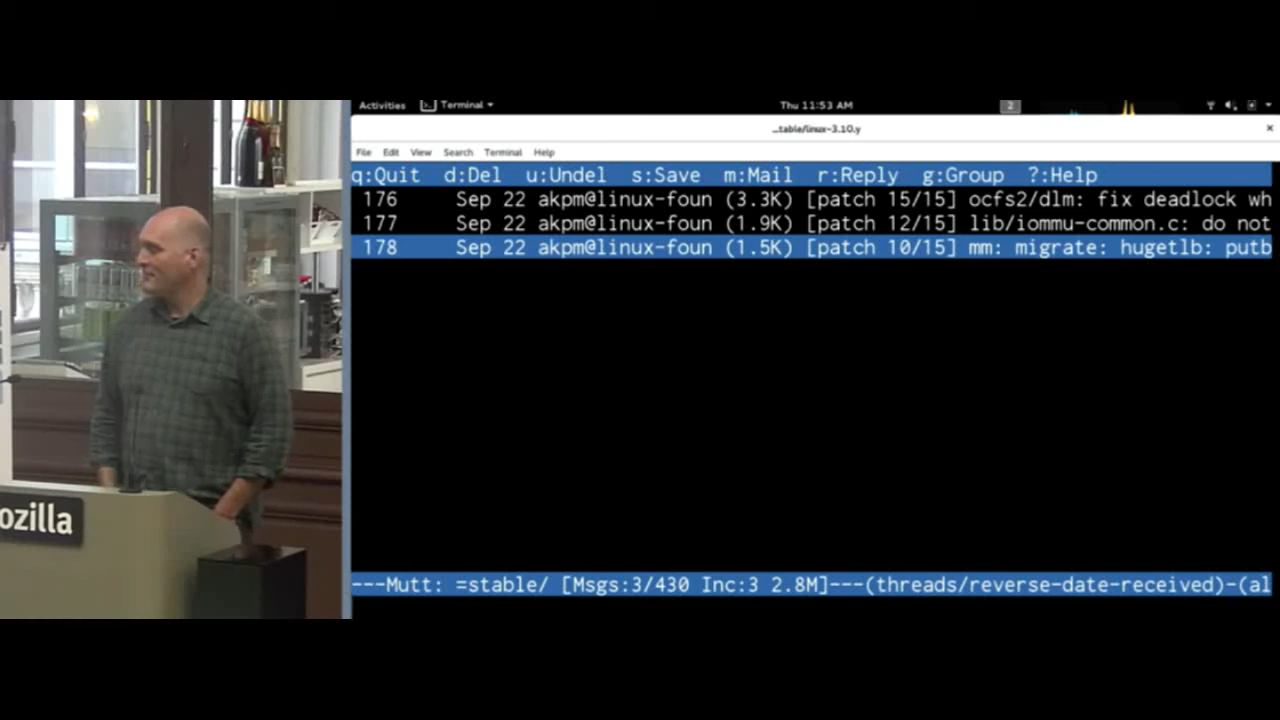 Activities Terminal Thu 11:53 AM 2
…table/linux-3.10.y ×
File Edit View Search Terminal Help
q:Quit d:Del u:Undel s:Save m:Mail r:Reply g:Group ?:Help
176 Sep 22 akpm@linux-foun (3.3K) [patch 15/15] ocfs2/dlm: fix deadlock wh
177 Sep 22 akpm@linux-foun (1.9K) [patch 12/15] lib/iommu-common.c: do not
178 Sep 22 akpm@linux-foun (1.5K) [patch 10/15] mm: migrate: hugetlb: putb
---Mutt: =stable/ [Msgs:3/430 Inc:3 2.8M]---(threads/reverse-date-received)-(al
ozilla